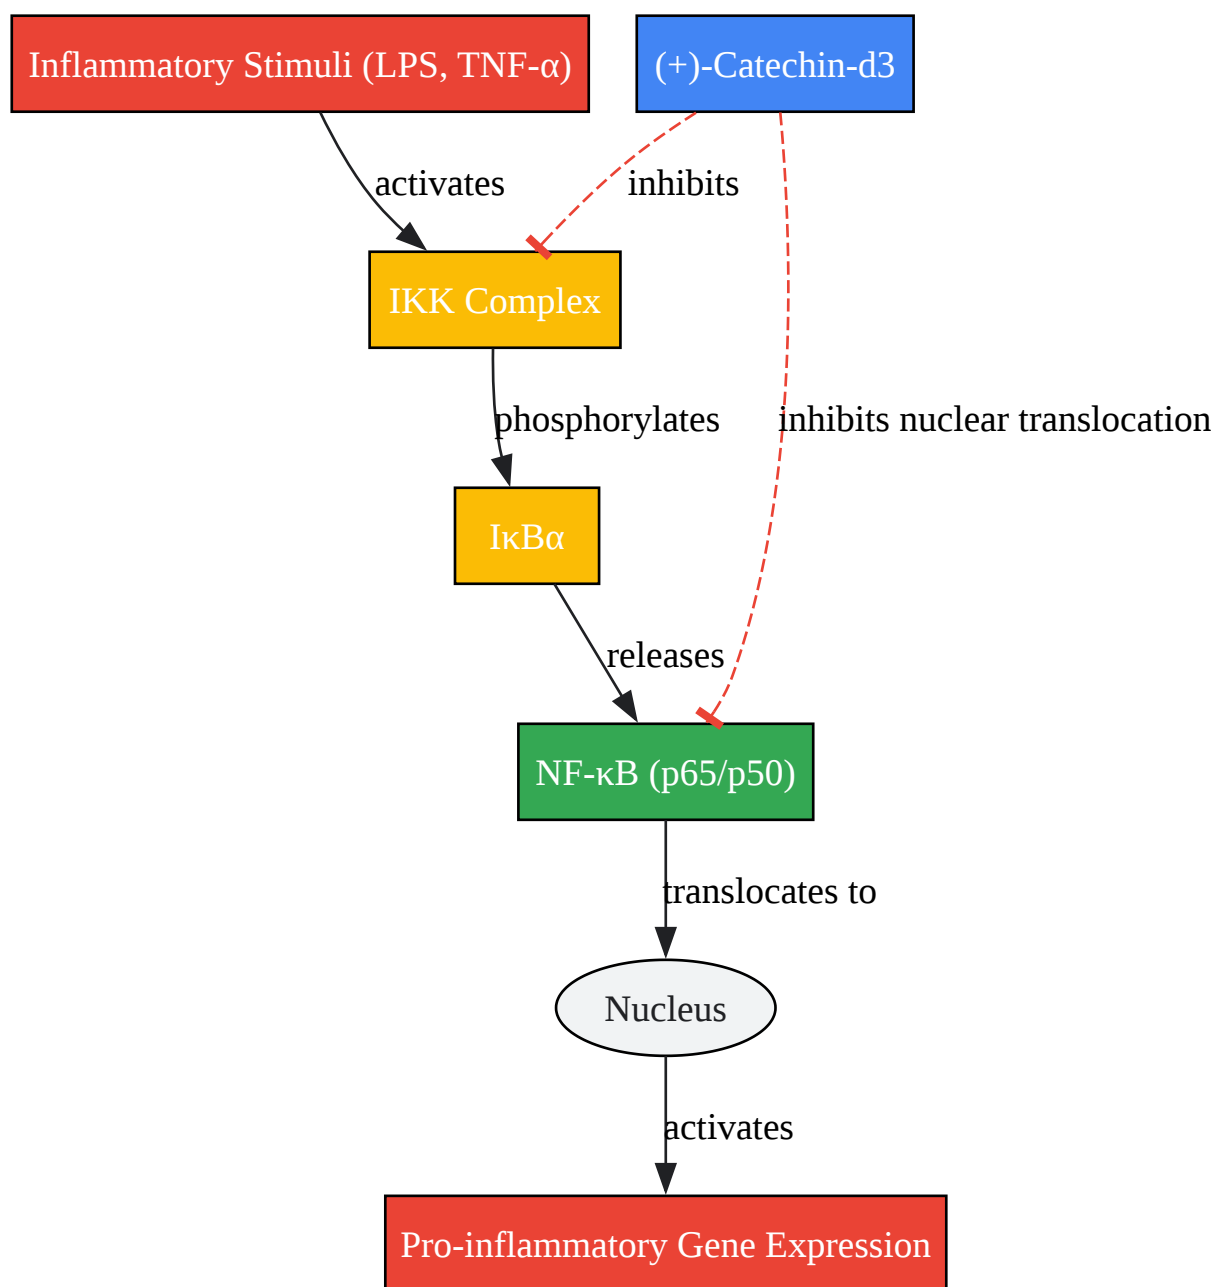 Inflammatory Stimuli (LPS, TNF-α)
(+)-Catechin-d3
activates
inhibits
IKK Complex
phosphorylates
inhibits nuclear translocation
IκBα
releases
NF-κB (p65/p50)
translocates to
Nucleus
activates
Pro-inflammatory Gene Expression